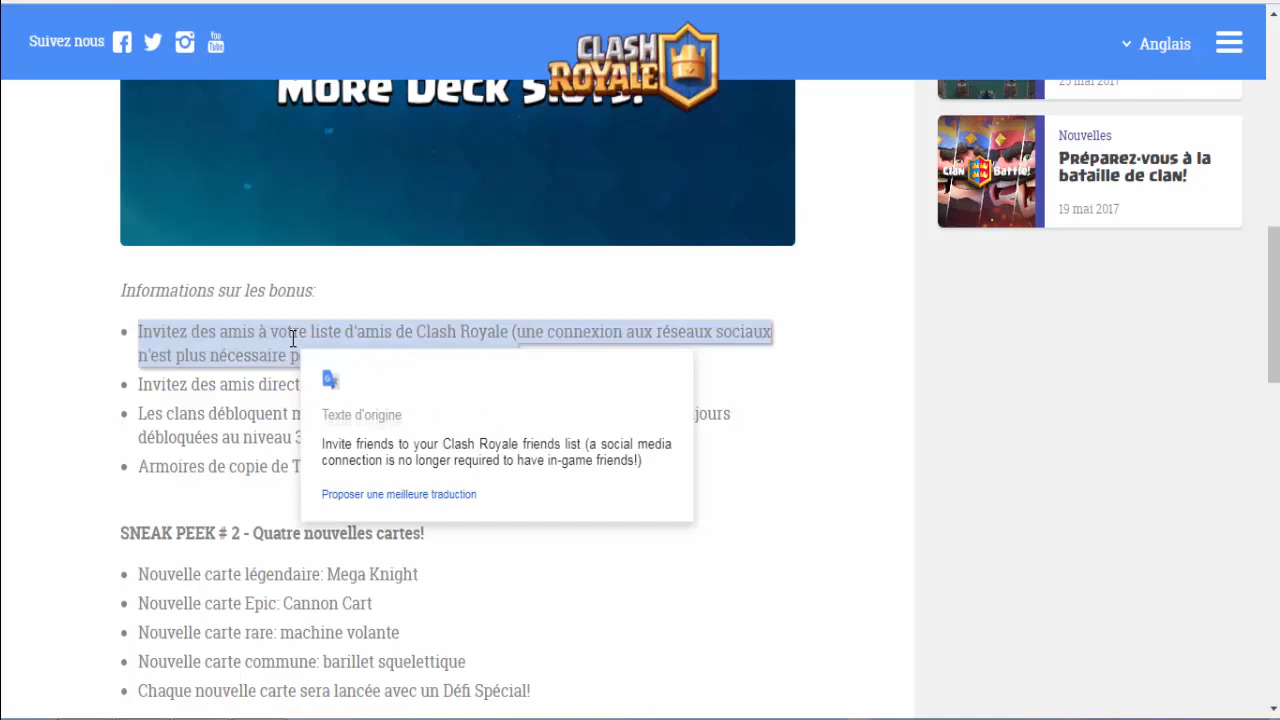 Suivez nous
You
Tube
CLASH
ROYALE
Anglais
MORE DECK SLOTS!
25 mai 2017
Nouvelles
Préparez-vous à la
bataille de clan!
19 mai 2017
Clan Battle!
Informations sur les bonus:
Invitez des amis à votre liste d'amis de Clash Royale (une connexion aux réseaux sociaux
n'est plus nécessaire
Invitez des amis direct
Les clans débloquent
débloquées au niveau 3
Armoires de copie de T
Texte d'origine
Invite friends to your Clash Royale friends list (a social media
connection is no longer required to have in-game friends!)
Proposer une meilleure traduction
SNEAK PEEK # 2 - Quatre nouvelles cartes!
Nouvelle carte légendaire: Mega Knight
Nouvelle carte Epic: Cannon Cart
Nouvelle carte rare: machine volante
Nouvelle carte commune: barillet squelettique
Chaque nouvelle carte sera lancée avec un Défi Spécial!